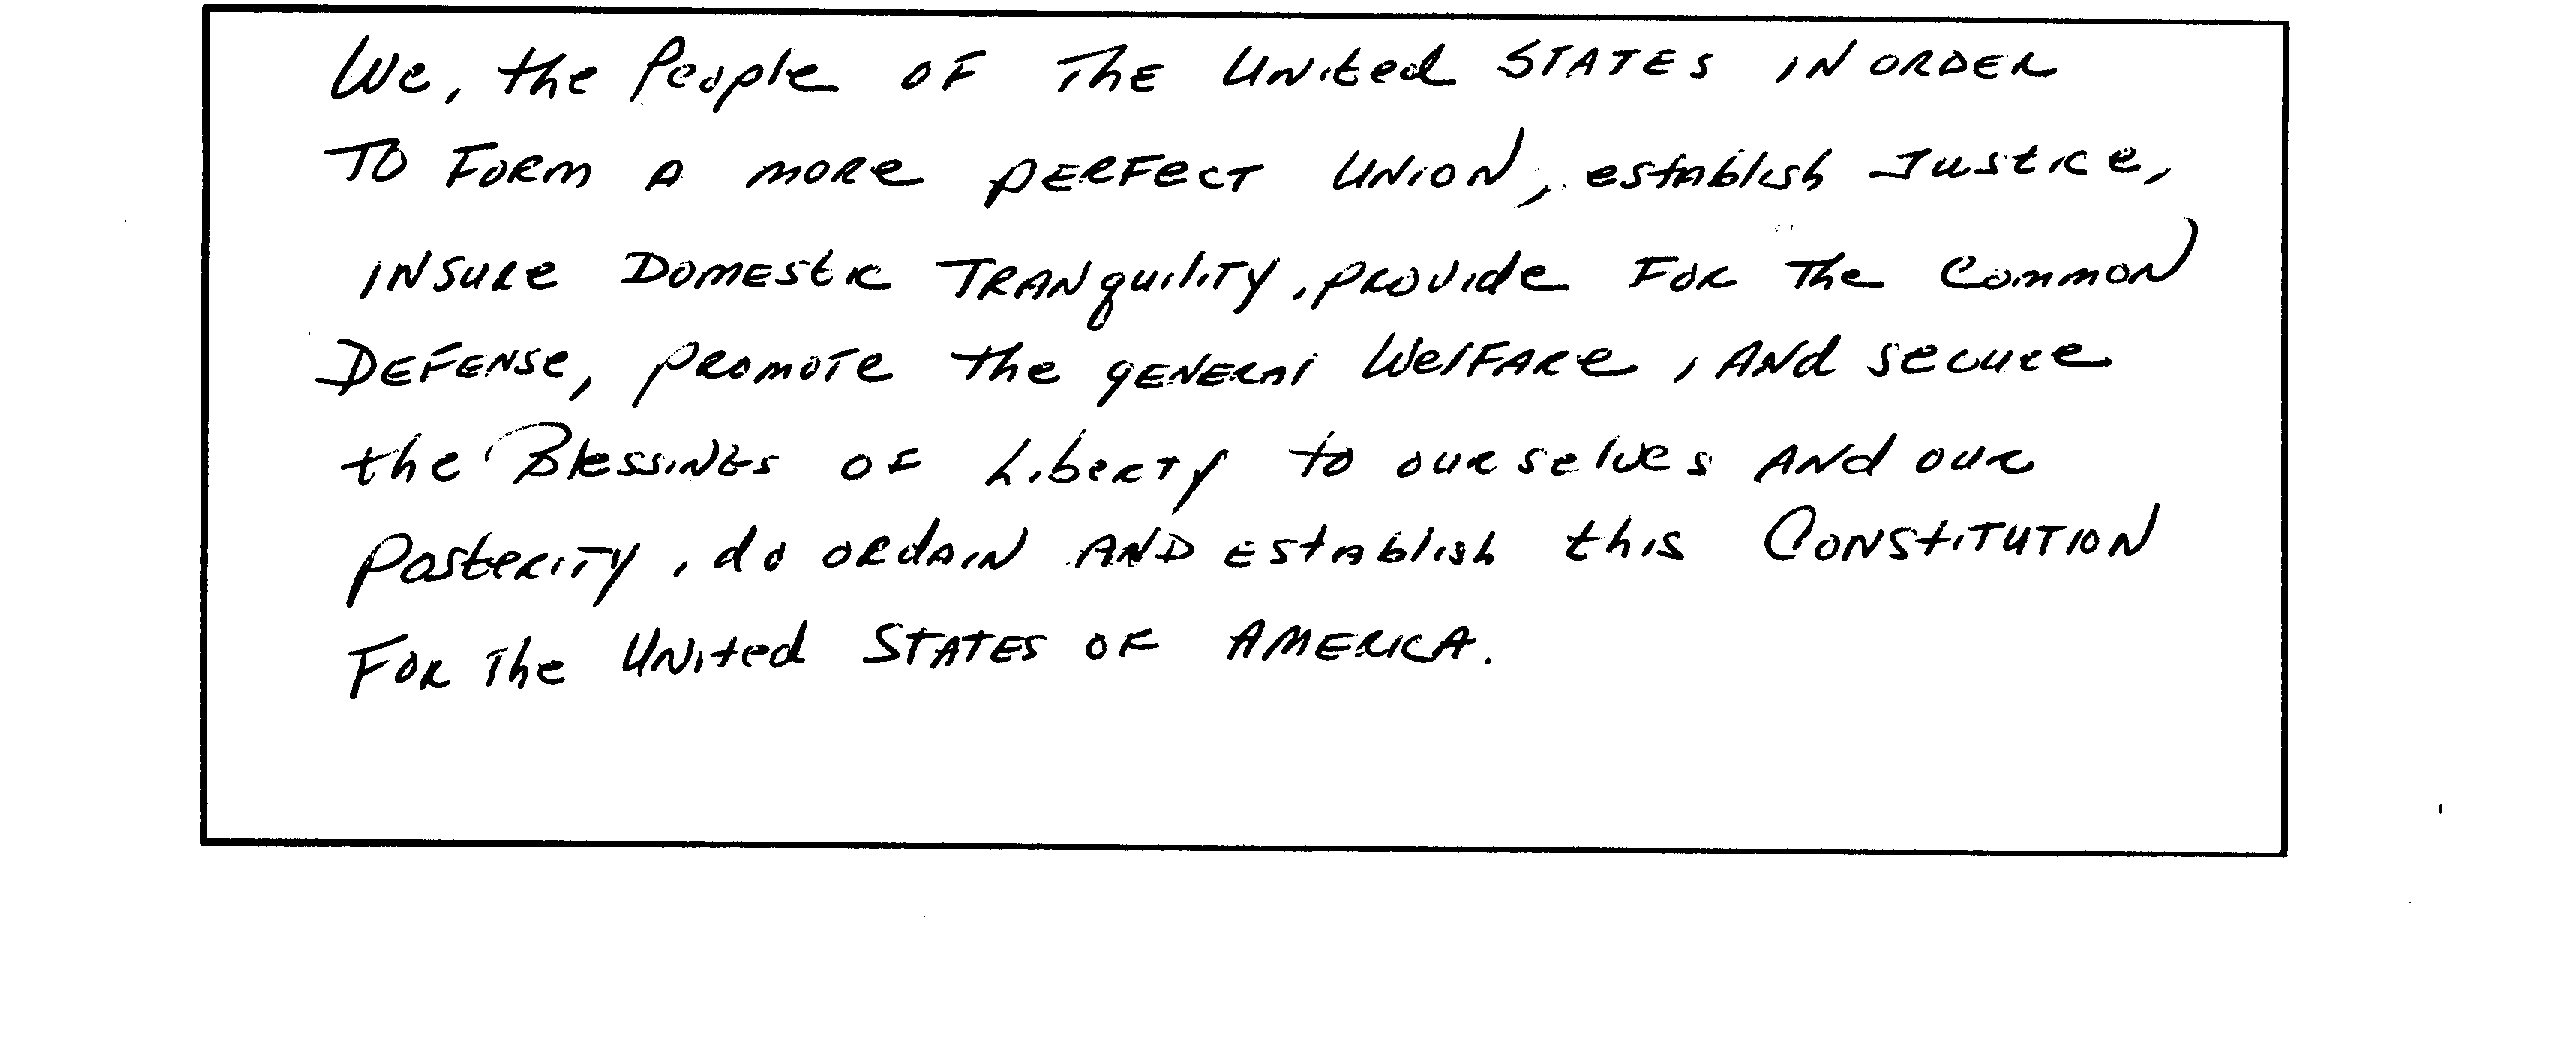 We, the People OF The UNited STATES IN ORDER
TO FORM A MORE PERFECT UNION, establish Justice,
INSURE DOMEStic TRANquiliTY, PROVide FOR The COMMON
DEFENSE, PROMOTE the GENERAl WelFARE, ANd SecuRe
the BlessiNGs OF LibeRTY to ouRselves ANd ouR
PosteRiTY, do ORdAIN AND EstAblish this CONStiTUTION
FOR The UNited STATES OF AMERICA.